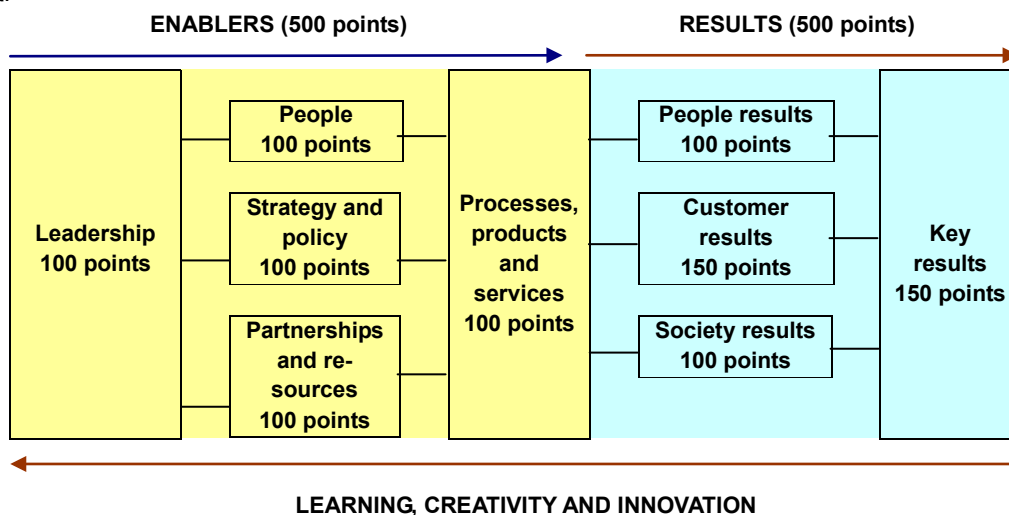 ENABLERS (500 points)
RESULTS (500 points)
Leadership
100 points
People
100 points
Strategy and
policy
100 points
Partnerships
and re-
sources
100 points
Processes,
products
and
services
100 points
People results
100 points
Customer
results
150 points
Society results
100 points
Key
results
150 points
LEARNING, CREATIVITY AND INNOVATION